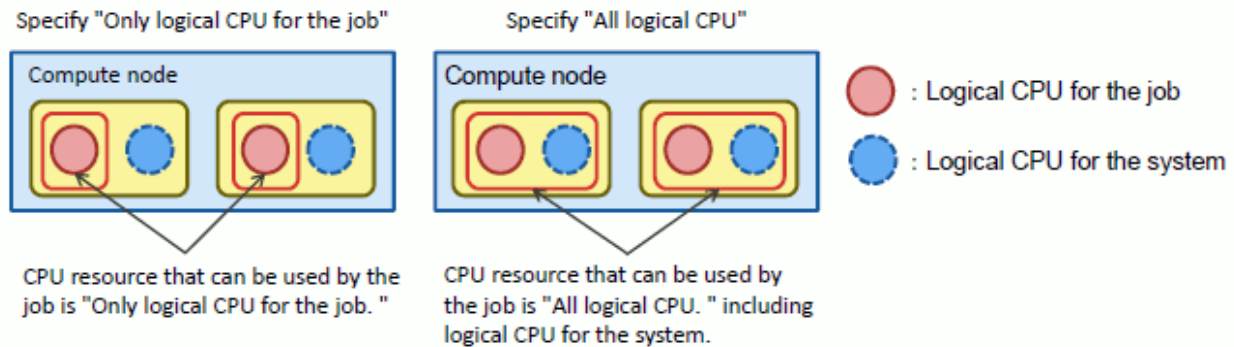 Specify "Only logical CPU for the job"
Specify "All logical CPU"
Compute node
Compute node
: Logical CPU for the job
: Logical CPU for the system
CPU resource that can be used by the
job is "Only logical CPU for the job. "
CPU resource that can be used by
the job is "All logical CPU. " including
logical CPU for the system.